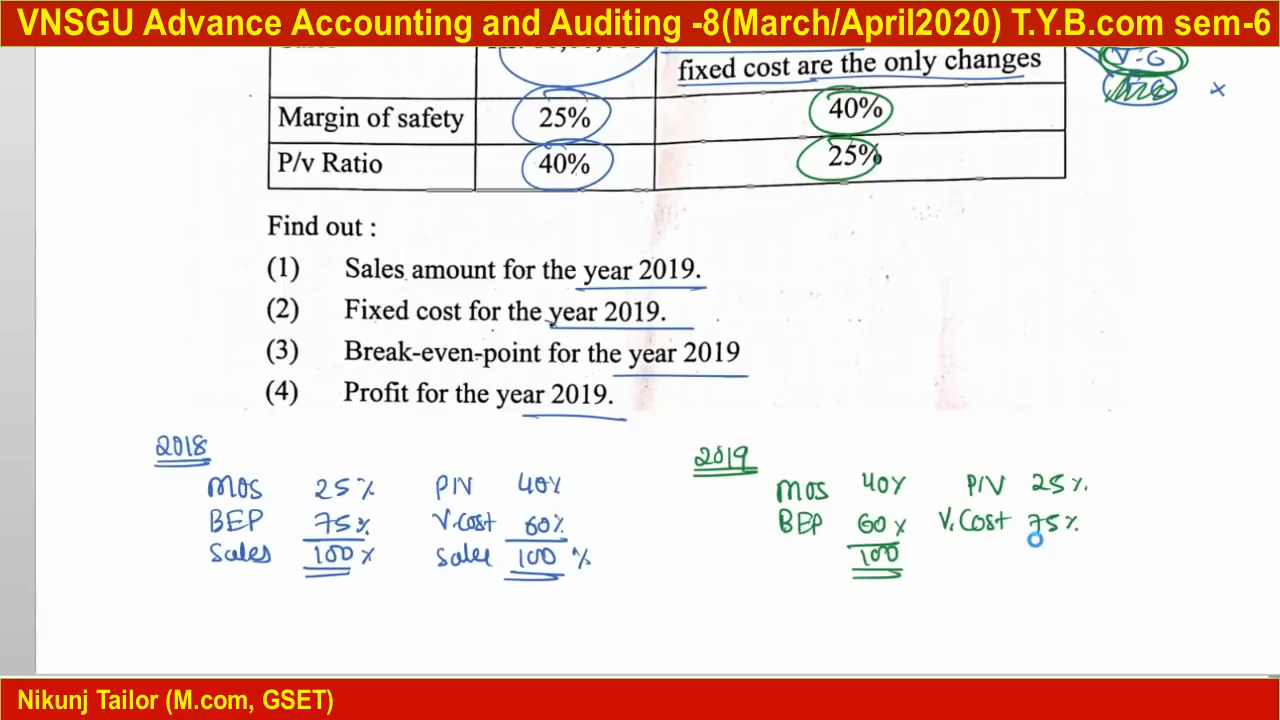 VNSGU Advance Accounting and Auditing -8(March/April2020) T.Y.B.com sem-6
fixed cost are the only changes
Margin of safety 25% 40%
P/v Ratio 40% 25%
Find out :
(1) Sales amount for the year 2019.
(2) Fixed cost for the year 2019.
(3) Break-even-point for the year 2019
(4) Profit for the year 2019.
2018
MOS 25% P/V 40%
BEP 75% V.Cost 60%
Sales 100% Sales 100%
2019
MOS 40% P/V 25%.
BEP 60% V.Cost 75%
100
Nikunj Tailor (M.com, GSET)